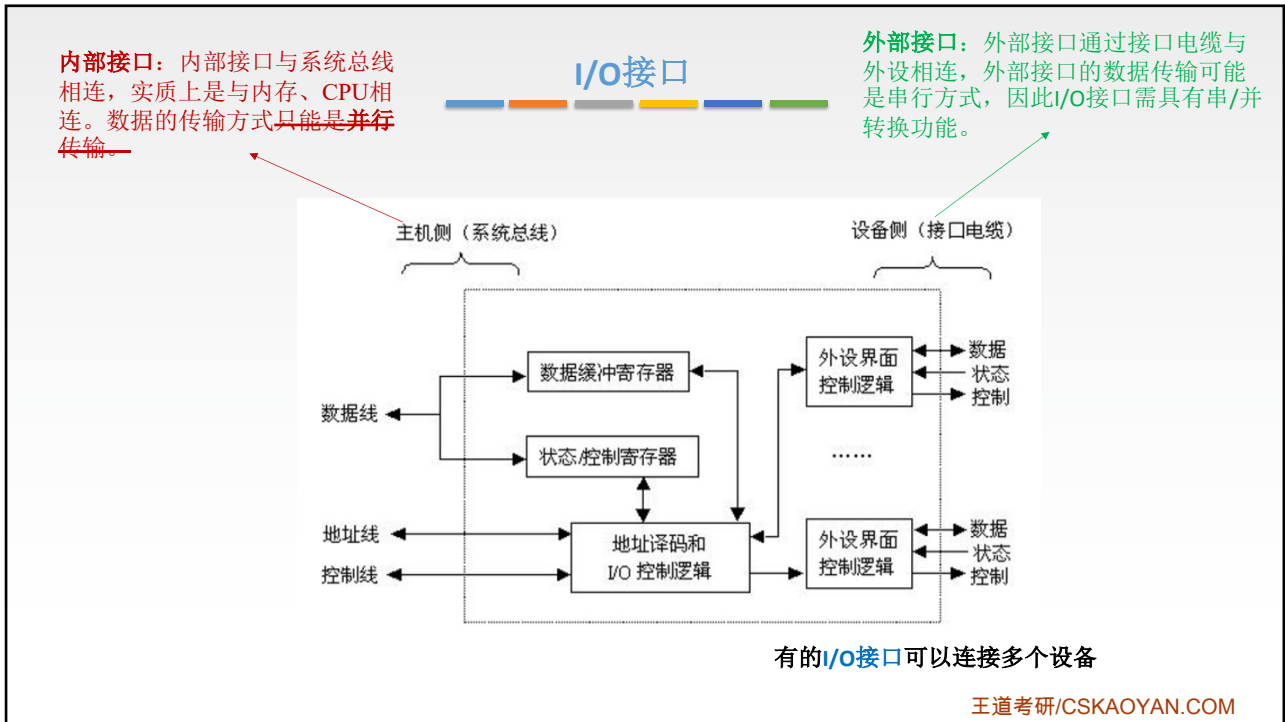 I/O接口
内部接口：内部接口与系统总线
相连，实质上是与内存、CPU相
连。数据的传输方式只能是并行
传输。
外部接口：外部接口通过接口电缆与
外设相连，外部接口的数据传输可能
是串行方式，因此I/O接口需具有串/并
转换功能。
主机侧（系统总线）
设备侧（接口电缆）
数据线
地址线
控制线
数据缓冲寄存器
状态/控制寄存器
地址译码和
I/O 控制逻辑
外设界面
控制逻辑
数据
状态
控制
……
外设界面
控制逻辑
数据
状态
控制
有的I/O接口可以连接多个设备
王道考研/CSKAOYAN.COM